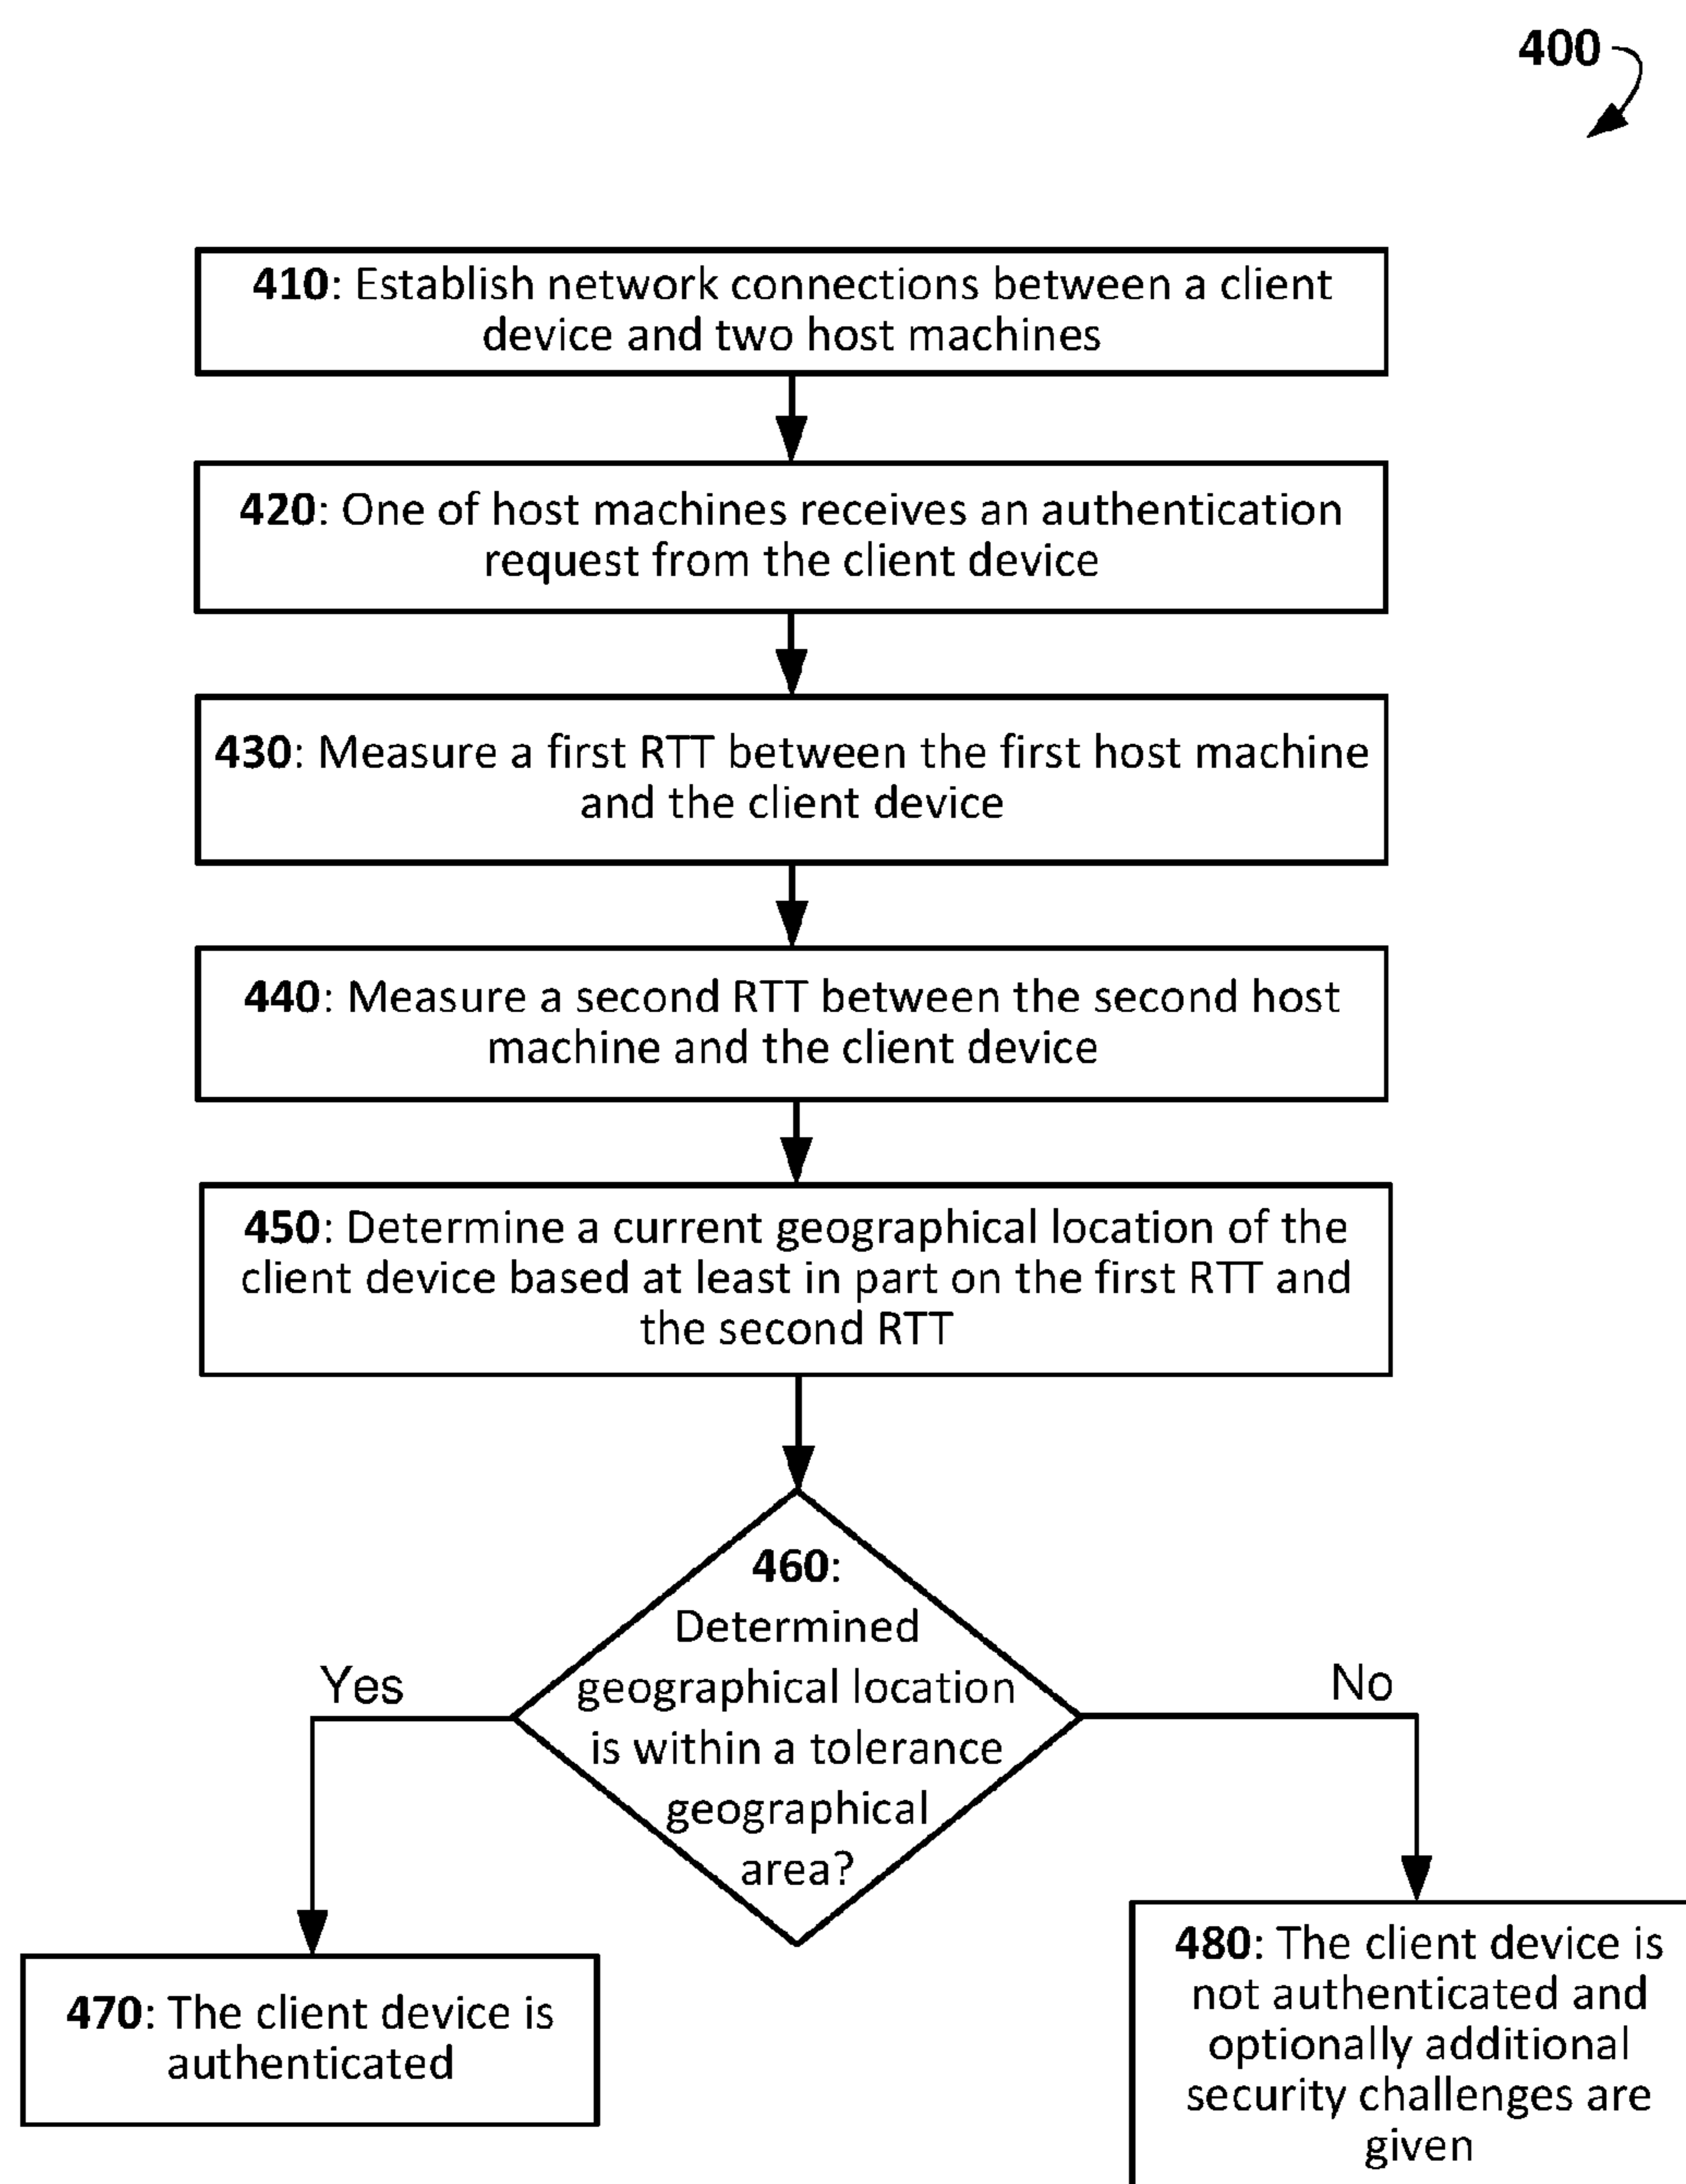 400
410: Establish network connections between a client
device and two host machines
420: One of host machines receives an authentication
request from the client device
430: Measure a first RTT between the first host machine
and the client device
440: Measure a second RTT between the second host
machine and the client device
450: Determine a current geographical location of the
client device based at least in part on the first RTT and
the second RTT
460:
Determined
geographical location
is within a tolerance
geographical
area?
Yes
No
470: The client device is
authenticated
480: The client device is
not authenticated and
optionally additional
security challenges are
given